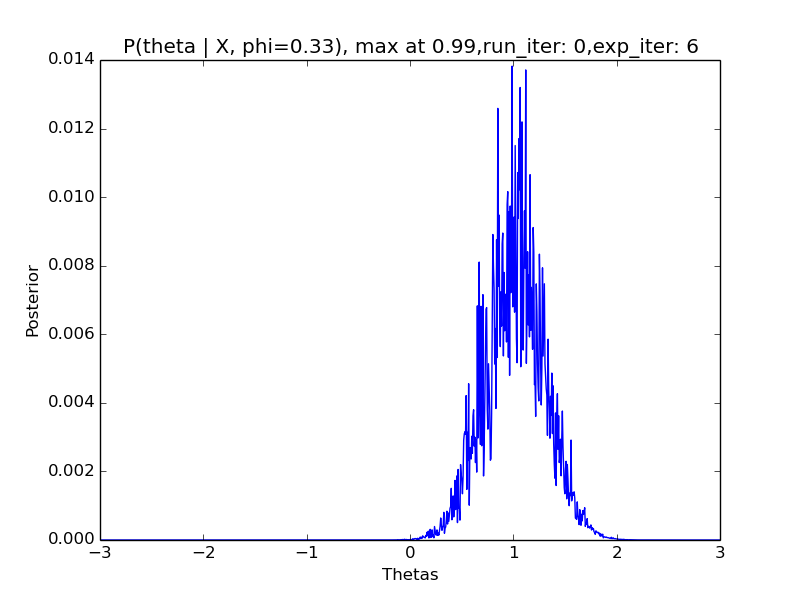 P(theta | X, phi=0.33), max at 0.99,run_iter: 0,exp_iter: 6
0.014
0.012
0.010
0.008
0.006
0.004
0.002
0.000
Posterior
−3 −2 −1 0 1 2 3
Thetas